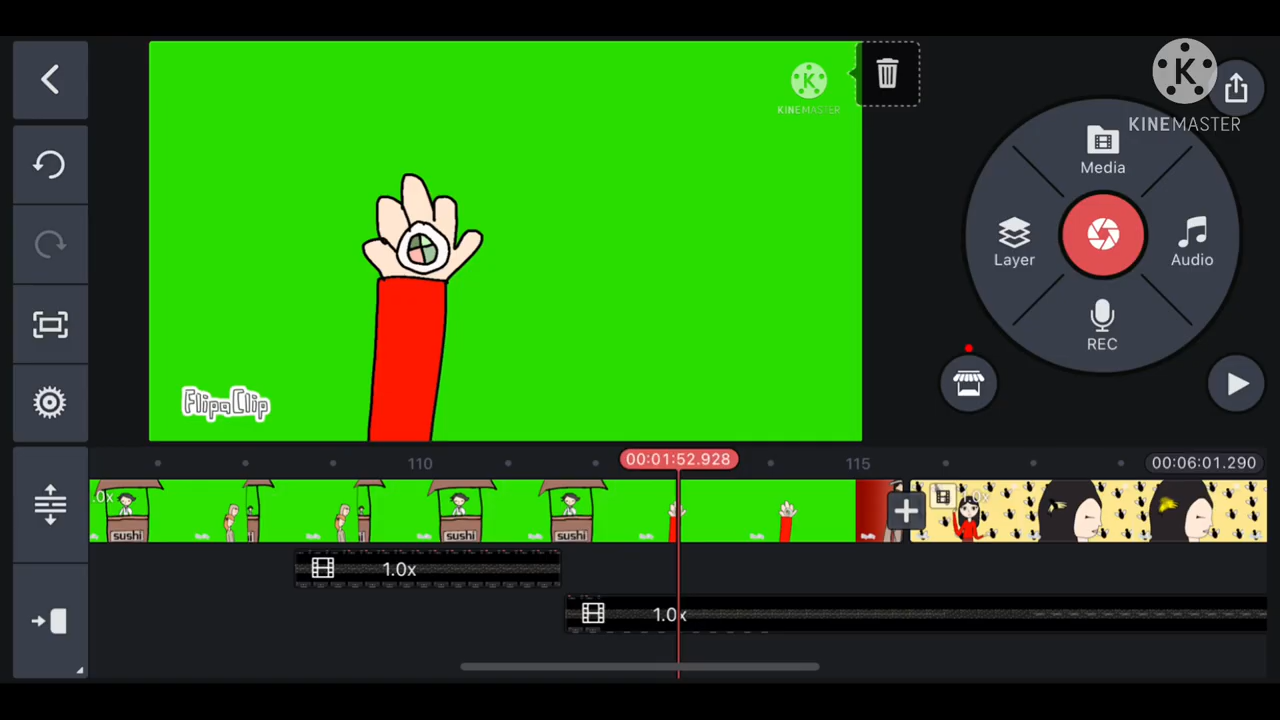 KINEMASTER
K
KINEMASTER
K
Media
Layer
Audio
REC
FlipaClip
110
00:01:52.928
115
00:06:01.290
.0x
sushi
sushi
sushi
1.0x
1.0x